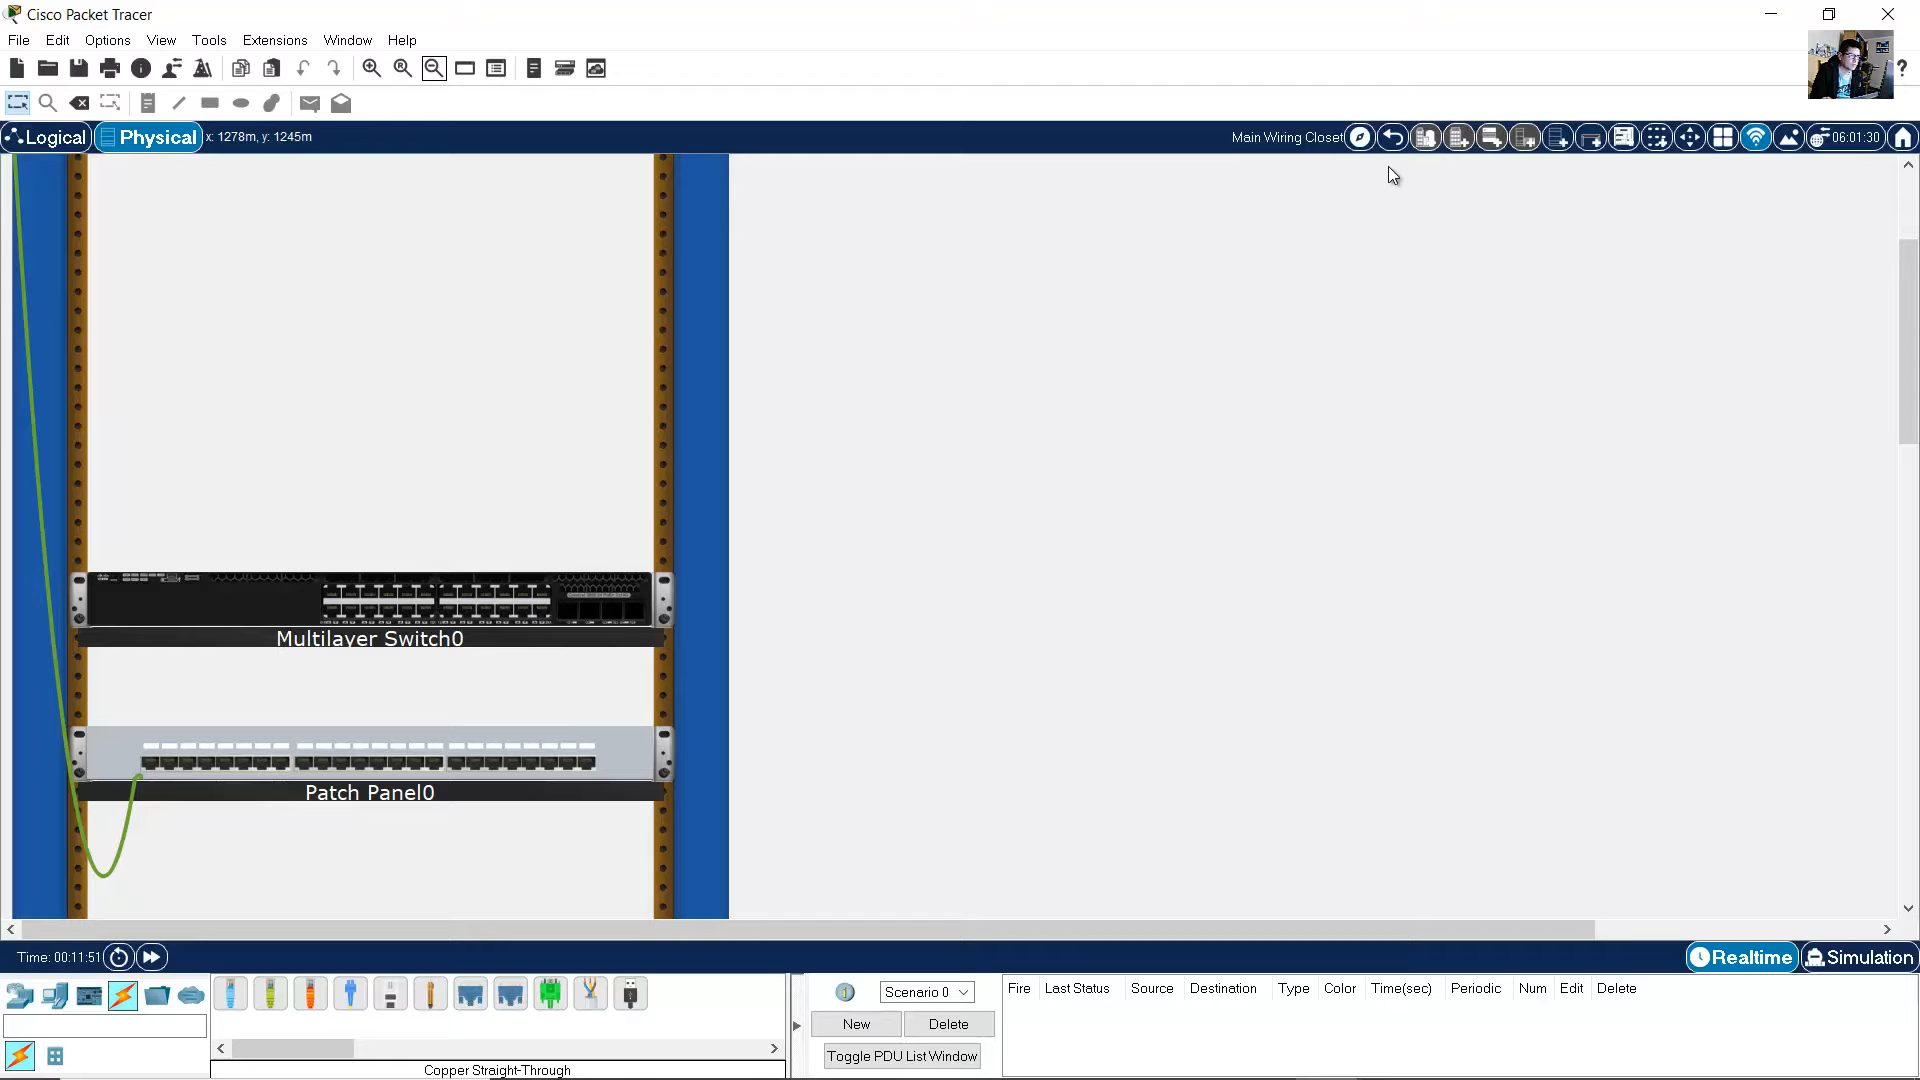 Cisco Packet Tracer
File Edit Options View Tools Extensions Window Help
?
Logical Physical x: 1278m, y: 1245m Main Wiring Closet 06:01:30
Multilayer Switch0
Patch Panel0
Time: 00:11:51 Realtime Simulation
Scenario 0 Fire Last Status Source Destination Type Color Time(sec) Periodic Num Edit Delete
New Delete
Toggle PDU List Window
Copper Straight-Through